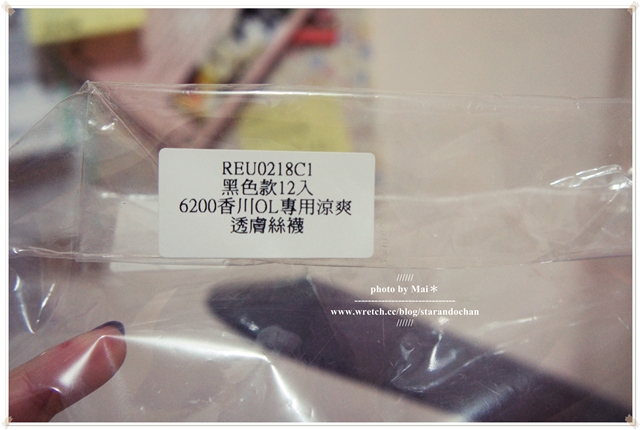 REU0218C1
黑色款12入
6200香川OL專用涼爽
透膚絲襪
//////
photo by Mai＊
------------------------------
www.wretch.cc/blog/starandochan
//////